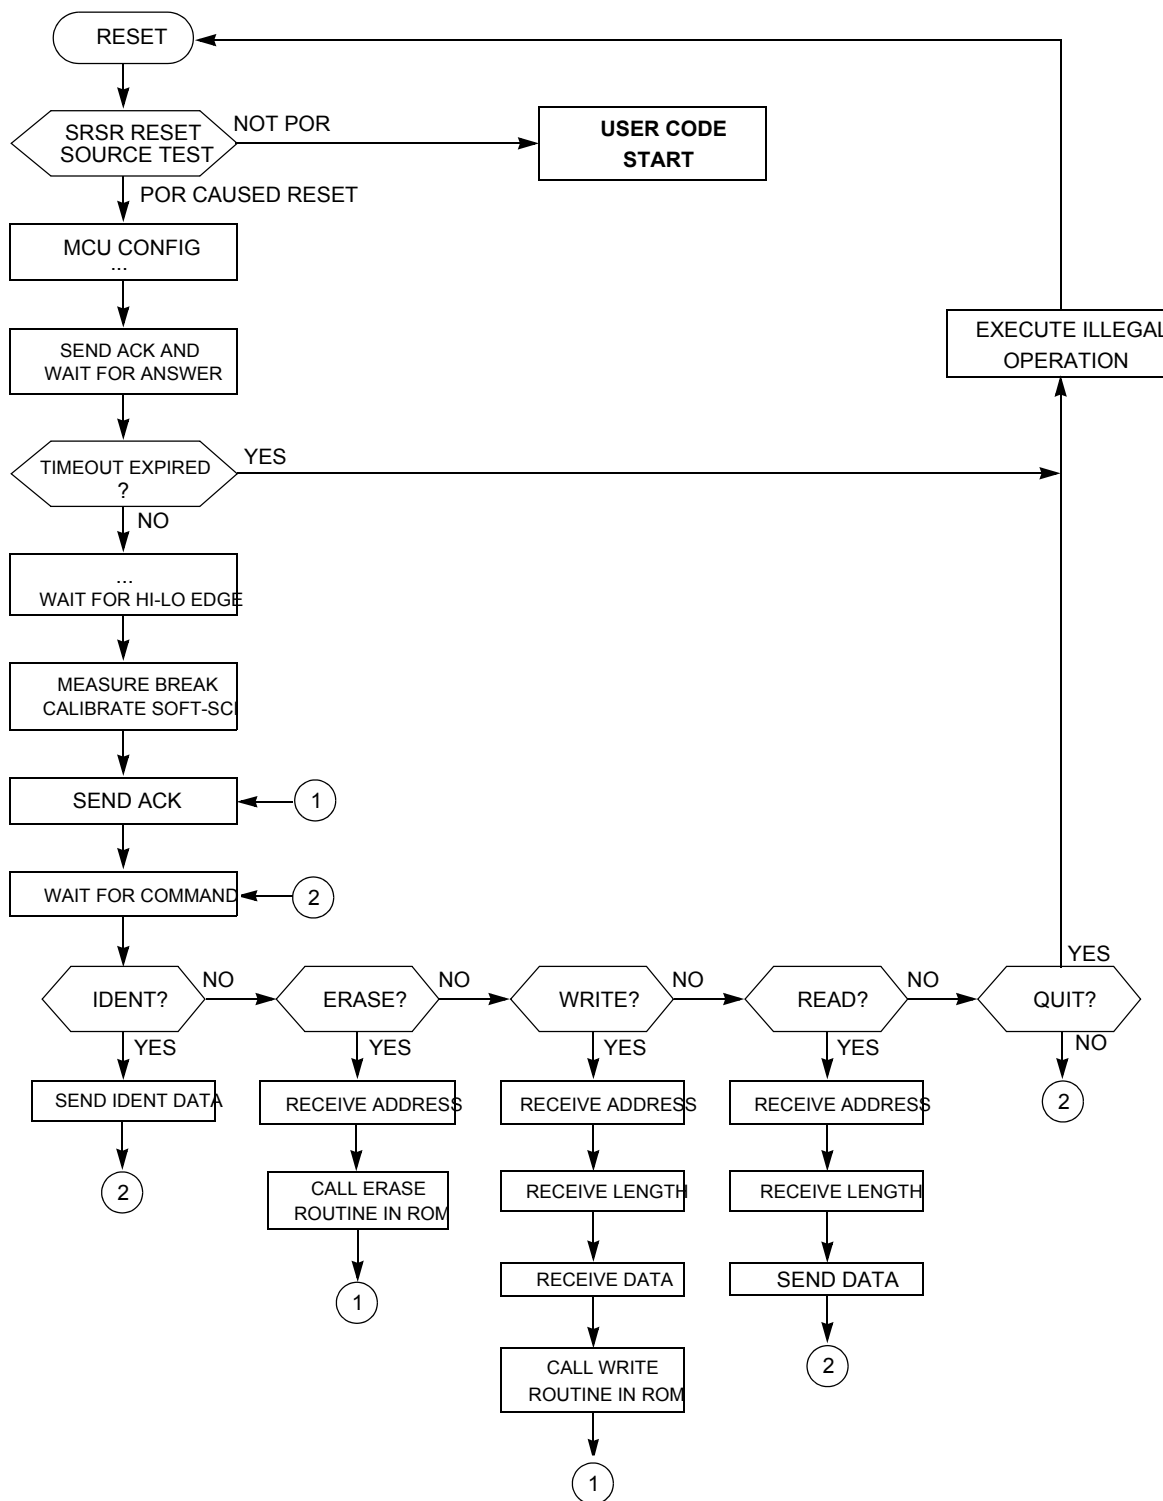 RESET
SRSR RESET
SOURCE TEST
NOT POR
USER CODE
START
POR CAUSED RESET
MCU CONFIG
...
SEND ACK AND
WAIT FOR ANSWER
EXECUTE ILLEGAL
OPERATION
TIMEOUT EXPIRED
?
YES
NO
...
WAIT FOR HI-LO EDGE
MEASURE BREAK
CALIBRATE SOFT-SCI
SEND ACK
1
WAIT FOR COMMAND
2
IDENT?
NO
ERASE?
NO
WRITE?
NO
READ?
NO
QUIT?
YES
YES
YES
YES
YES
NO
SEND IDENT DATA
RECEIVE ADDRESS
RECEIVE ADDRESS
RECEIVE ADDRESS
2
2
CALL ERASE
ROUTINE IN ROM
RECEIVE LENGTH
RECEIVE LENGTH
1
RECEIVE DATA
SEND DATA
CALL WRITE
ROUTINE IN ROM
2
1